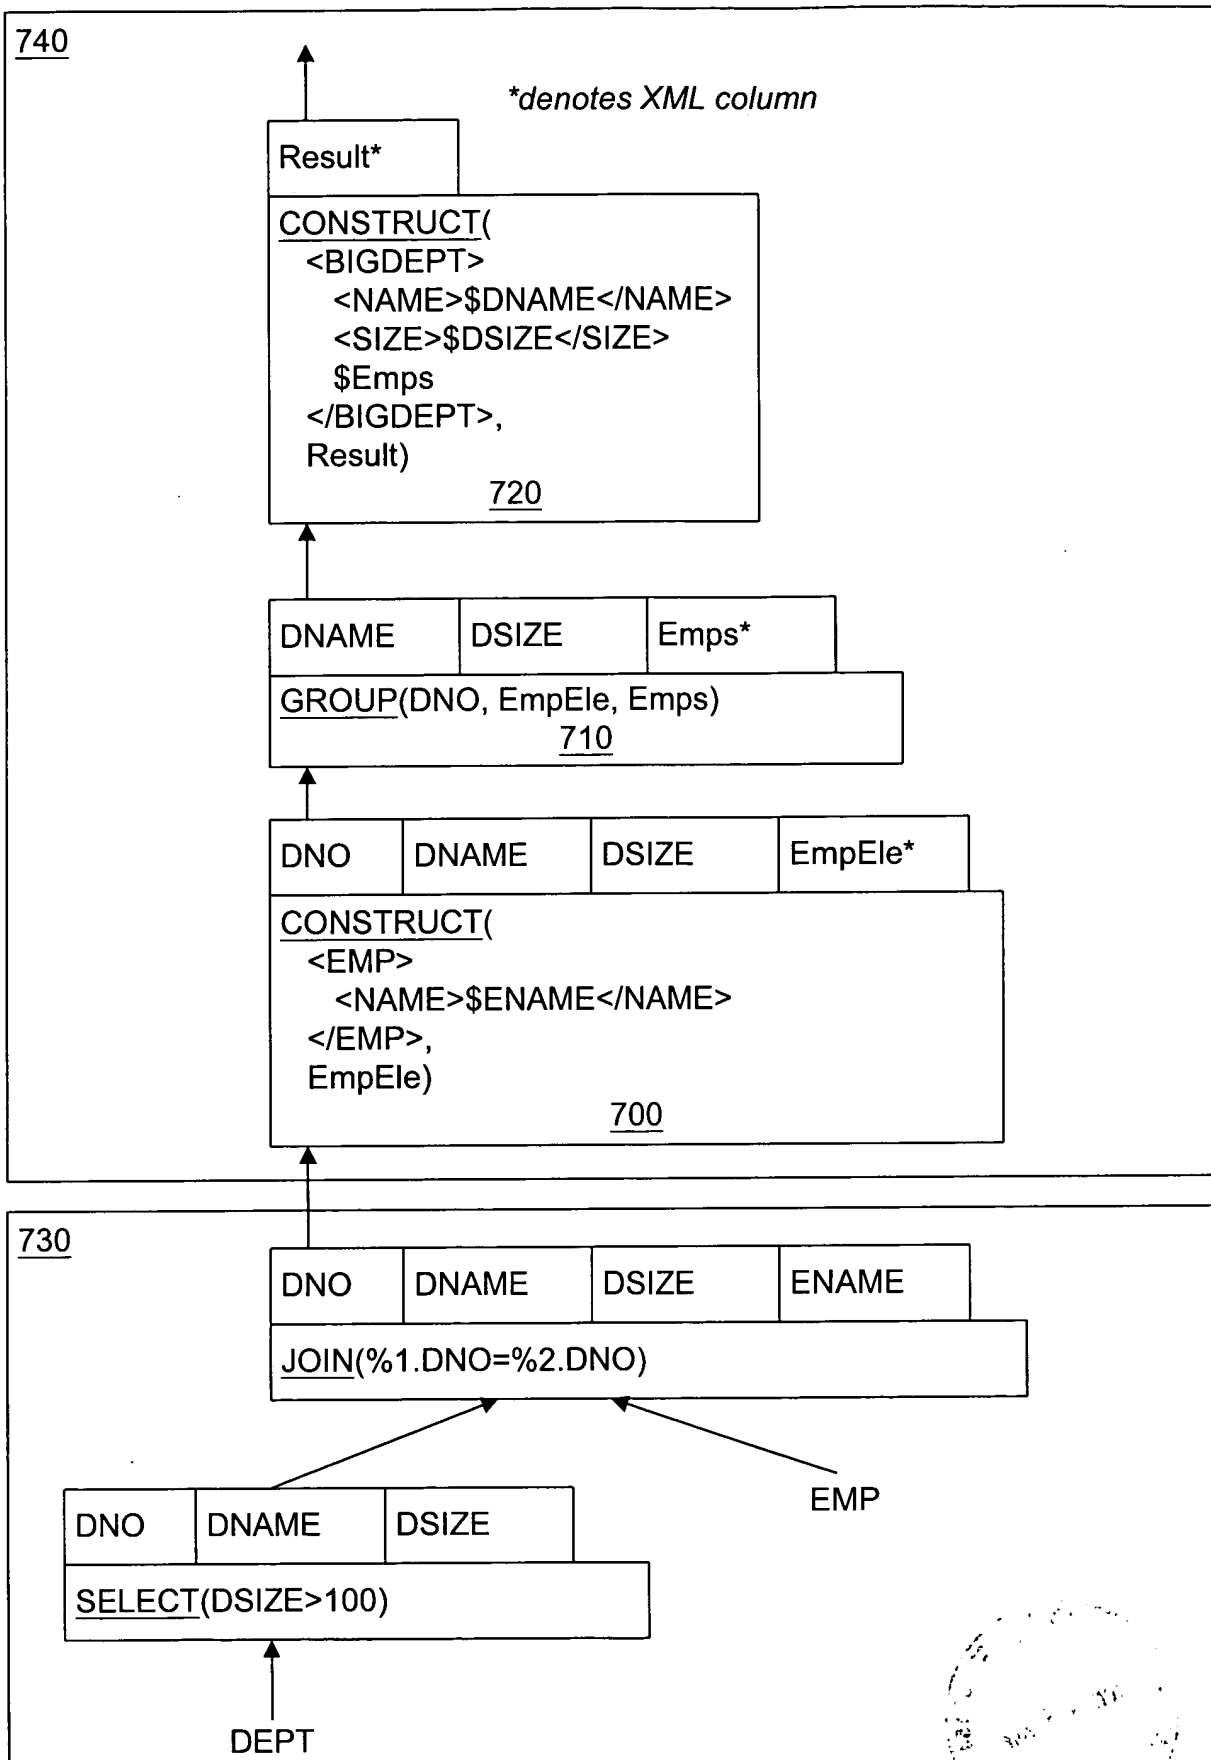 740
*denotes XML column
Result*
CONSTRUCT(
<BIGDEPT>
<NAME>$DNAME</NAME>
<SIZE>$DSIZE</SIZE>
$Emps
</BIGDEPT>,
Result)
720
DNAME DSIZE Emps*
GROUP(DNO, EmpEle, Emps)
710
DNO DNAME DSIZE EmpEle*
CONSTRUCT(
<EMP>
<NAME>$ENAME</NAME>
</EMP>,
EmpEle)
700
730
DNO DNAME DSIZE ENAME
JOIN(%1.DNO=%2.DNO)
EMP
DNO DNAME DSIZE
SELECT(DSIZE>100)
DEPT